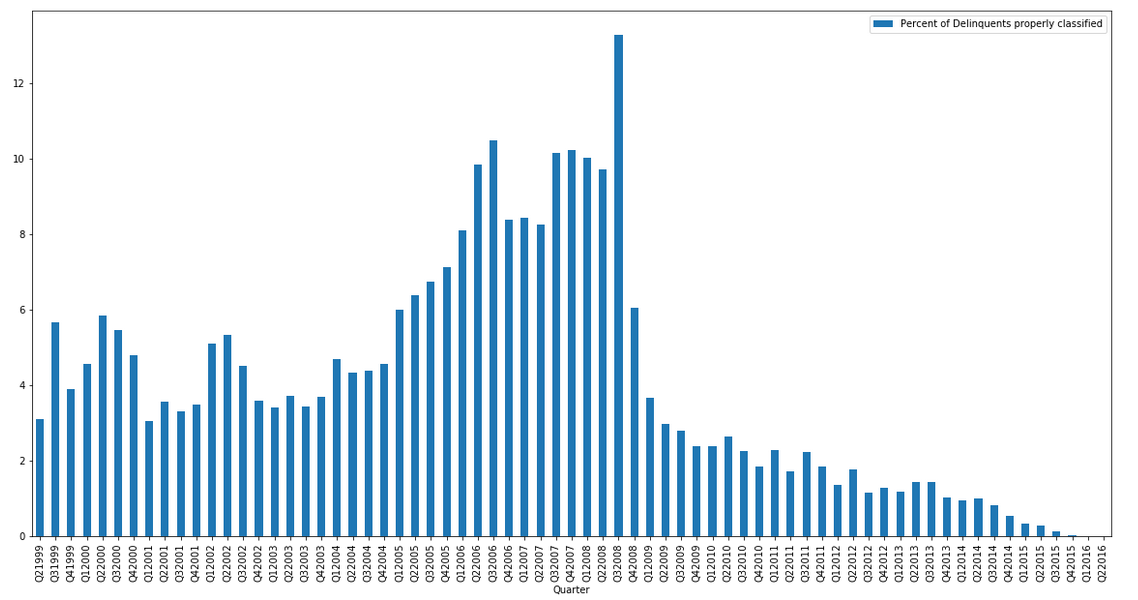 Percent of Delinquents properly classified
12
10
8
6
4
2
0
Q21999
Q31999
Q41999
Q12000
Q22000
Q32000
Q42000
Q12001
Q22001
Q32001
Q42001
Q12002
Q22002
Q32002
Q42002
Q12003
Q22003
Q32003
Q42003
Q12004
Q22004
Q32004
Q42004
Q12005
Q22005
Q32005
Q42005
Q12006
Q22006
Q32006
Q42006
Q12007
Q22007
Q32007
Q42007
Q12008
Q22008
Q32008
Q42008
Q12009
Q22009
Q32009
Q42009
Q12010
Q22010
Q32010
Q42010
Q12011
Q22011
Q32011
Q42011
Q12012
Q22012
Q32012
Q42012
Q12013
Q22013
Q32013
Q42013
Q12014
Q22014
Q32014
Q42014
Q12015
Q22015
Q32015
Q42015
Q12016
Q22016
Quarter